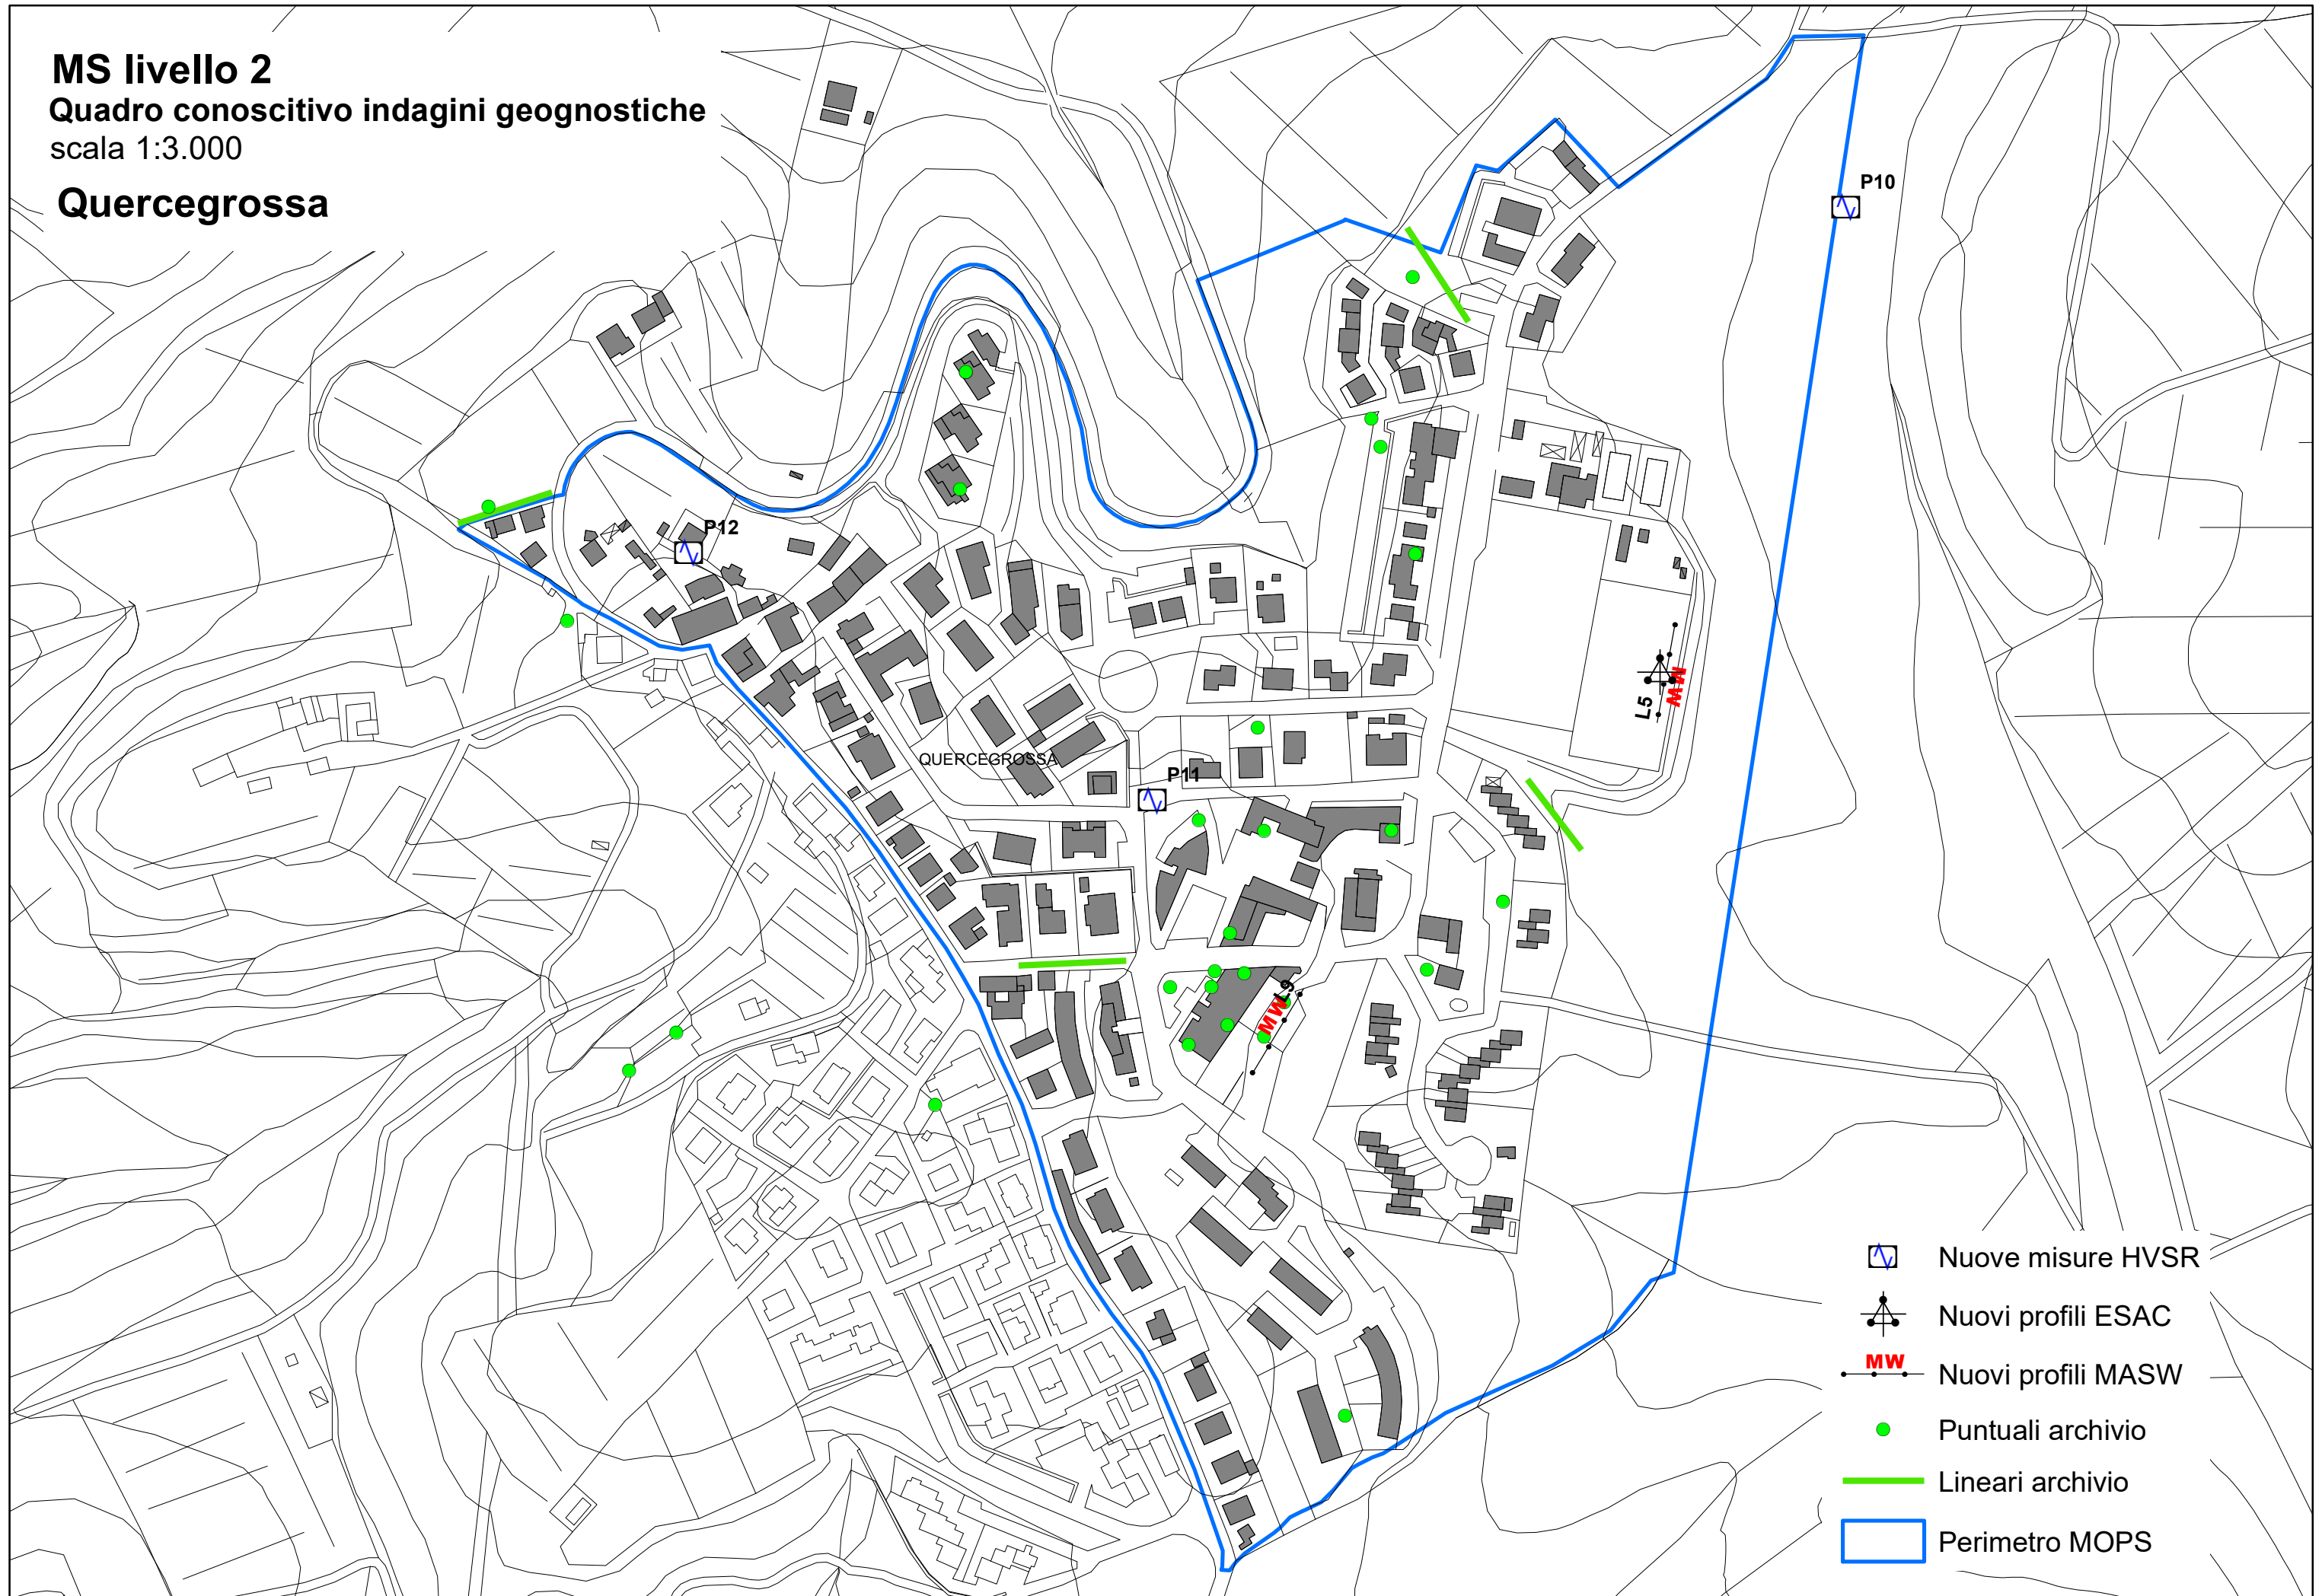 MS livello 2
Quadro conoscitivo indagini geognostiche
scala 1:3.000
Quercegrossa
P10
P12
L5
MW
QUERCEGROSSA
P11
L9
MW
Nuove misure HVSR
Nuovi profili ESAC
MW
Nuovi profili MASW
Puntuali archivio
Lineari archivio
Perimetro MOPS